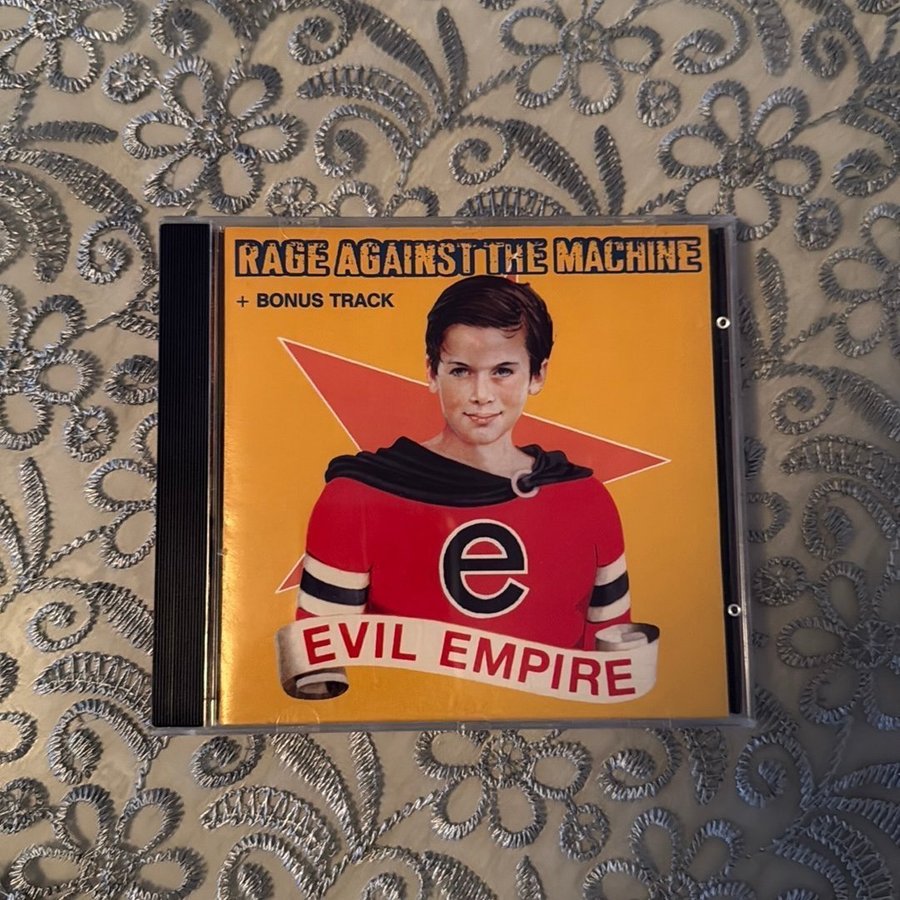 RAGE AGAINST THE MACHINE
+ BONUS TRACK
e
EVIL EMPIRE